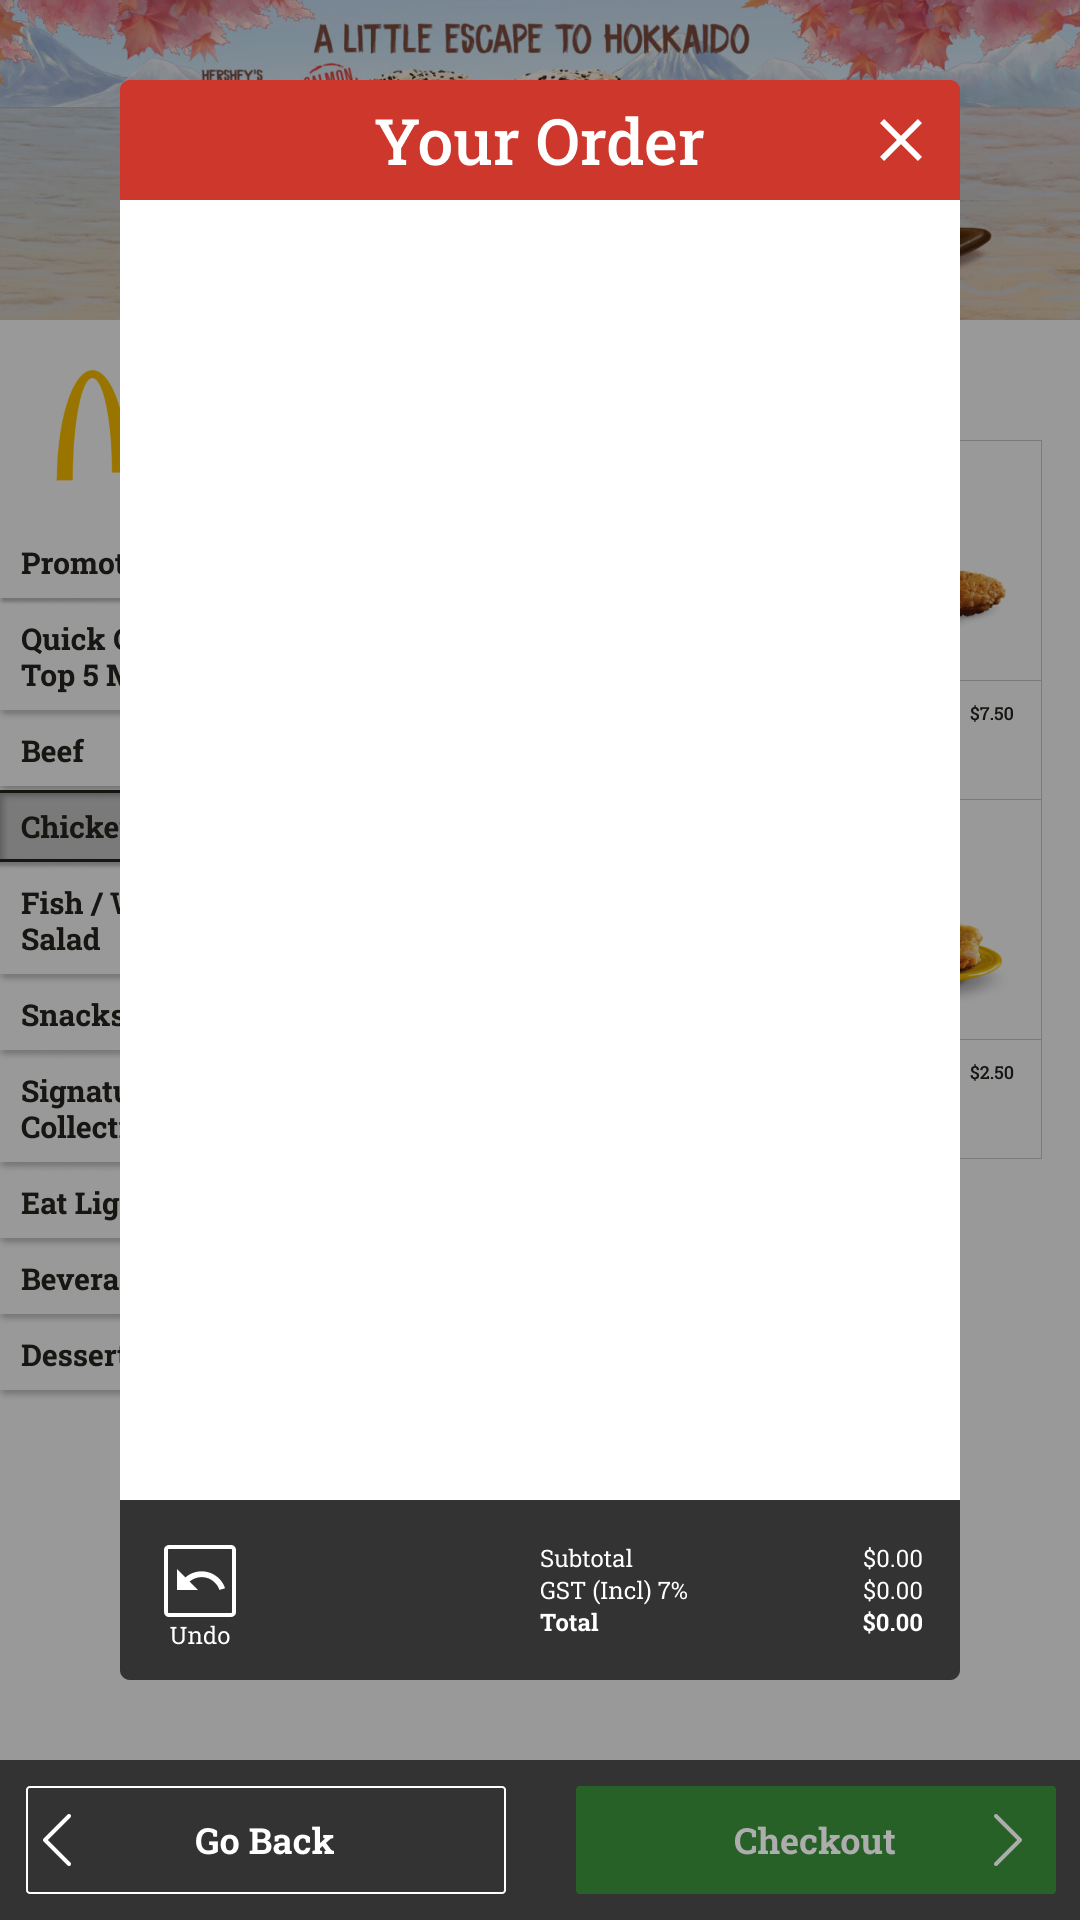 A LITTLE ESCAPE TO HOKKAIDO
HERSHEY'S
SALMON
Your Order
Promot
Quick
Top 5
$7.50
Beef
Chicke
Fish /
Salad
Snacks
$2.50
Signatu
Collect
Eat Lig
Bevera
Dessert
Subtotal $0.00
GST (Incl) 7% $0.00
Total $0.00
Undo
Go Back
Checkout